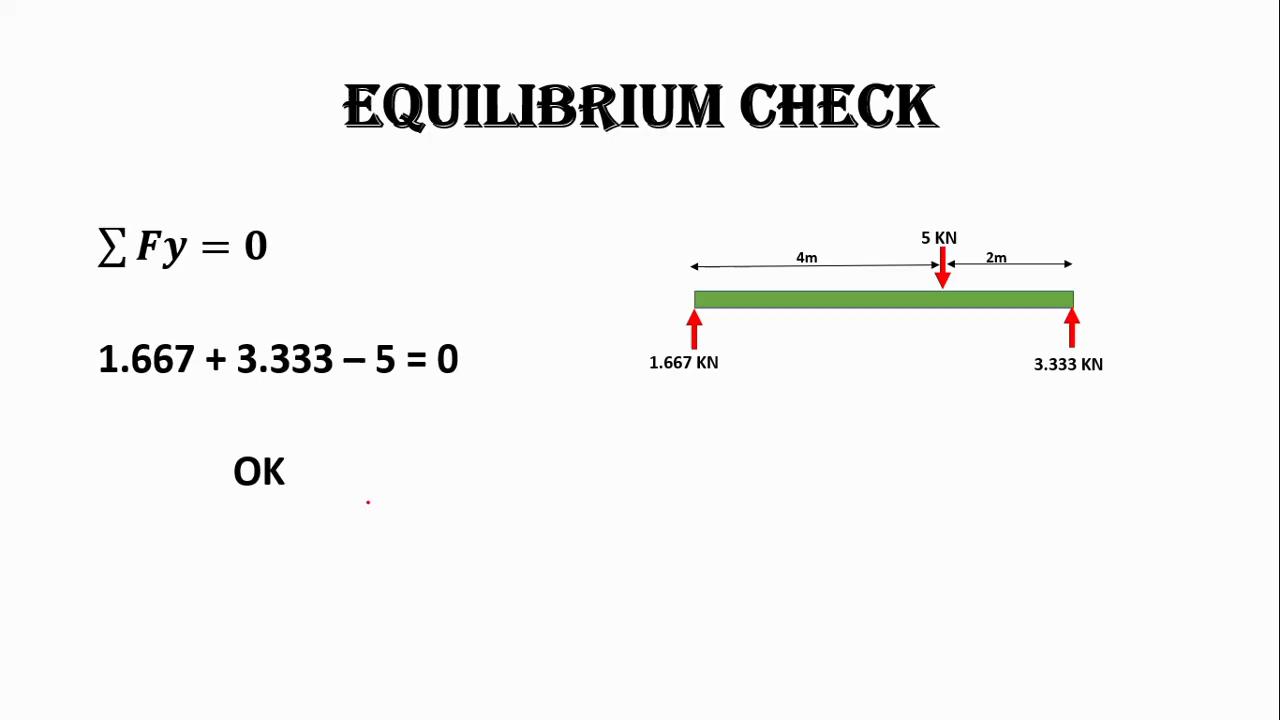 EQUILIBRIUM CHECK
∑ Fy = 0
1.667 + 3.333 – 5 = 0
OK
5 KN
4m
2m
1.667 KN
3.333 KN